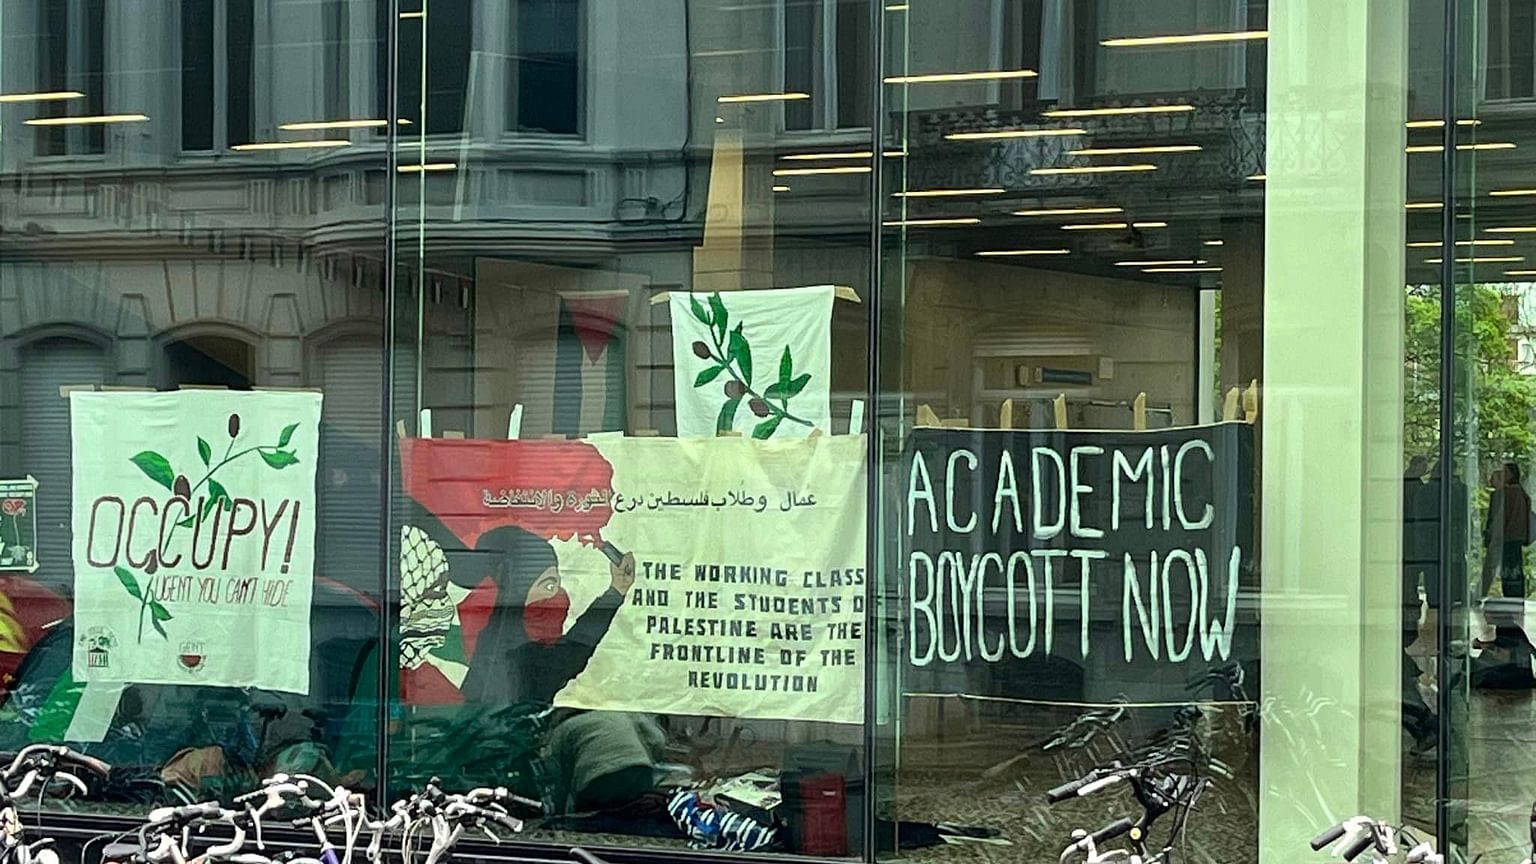 OCCUPY!
UGENT YOU CAN'T HIDE
GENT
عمال وطلاب فلسطين درع الثورة والانتفاضة
THE WORKING CLASS
AND THE STUDENTS OF
PALESTINE ARE THE
FRONTLINE OF THE
REVOLUTION
ACADEMIC
BOYCOTT NOW